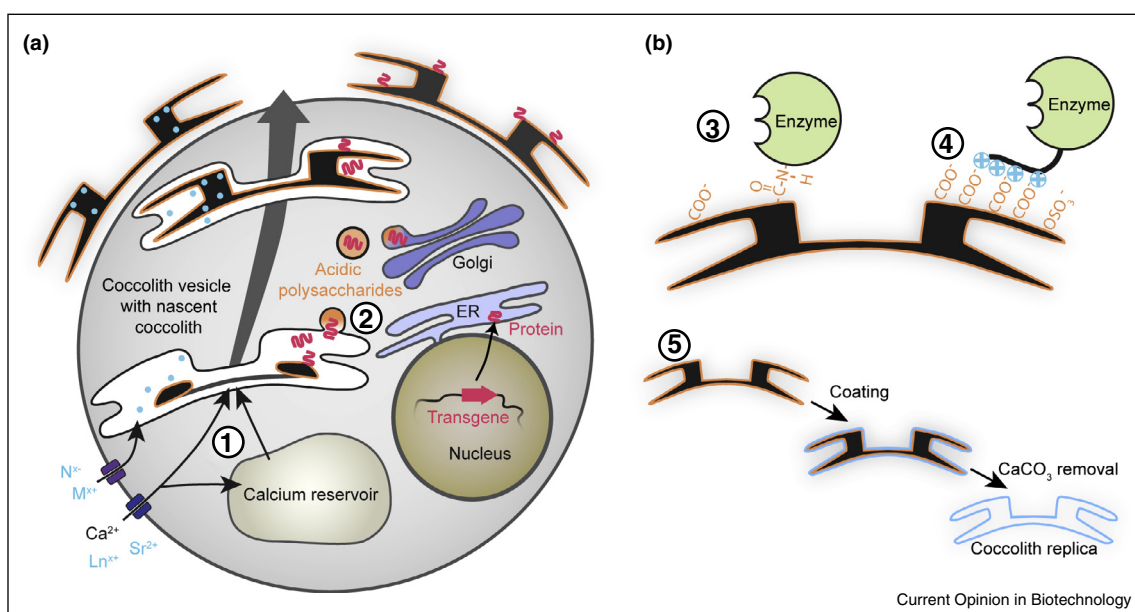 (a)
Coccolith vesicle
with nascent
coccolith
Acidic
polysaccharides
Golgi
②
ER
Protein
Transgene
Nucleus
①
Calcium reservoir
Nˣ⁻
Mˣ⁺
Ca²⁺
Sr²⁺
Lnˣ⁺
(b)
③
Enzyme
COO⁻
O=C-N-H
④
Enzyme
COO⁻
COO⁻
COO⁻
COO⁻
OSO₃⁻
⑤
Coating
CaCO₃ removal
Coccolith replica
Current Opinion in Biotechnology